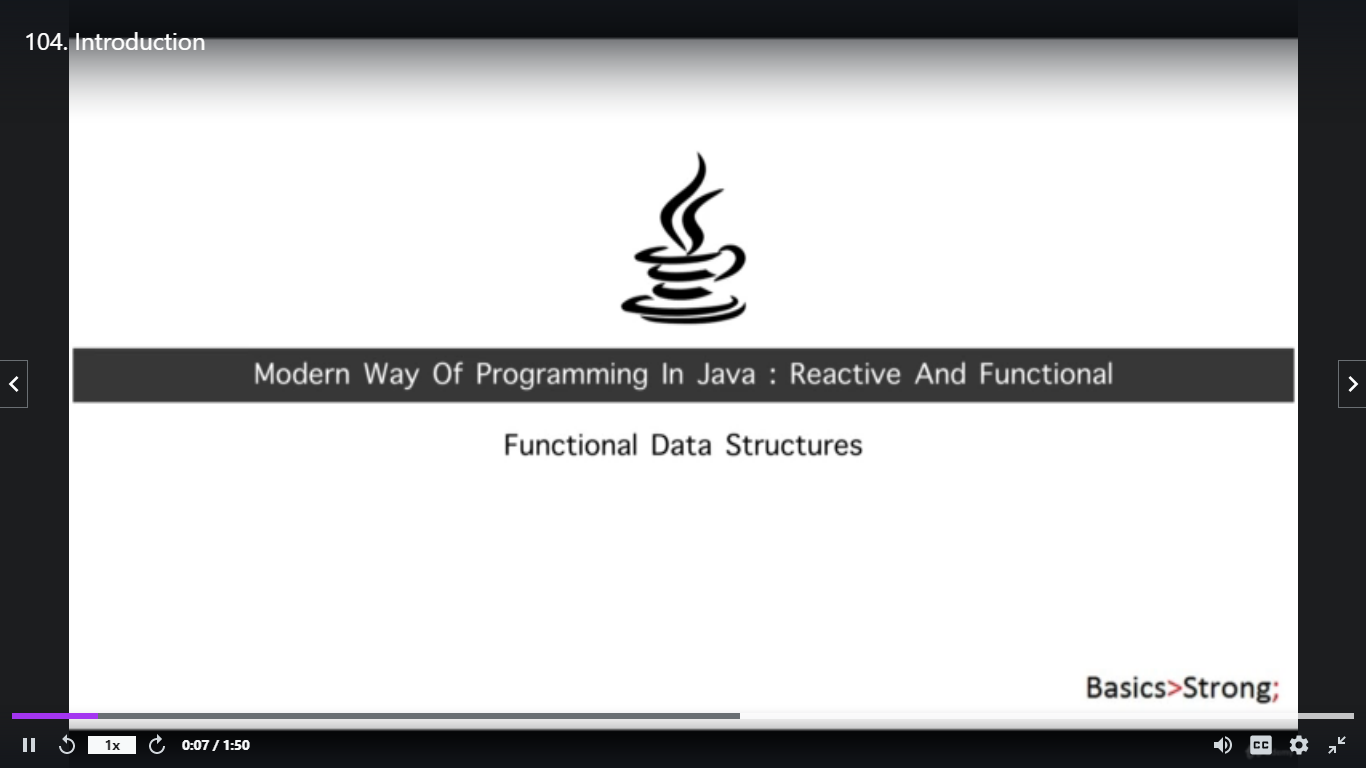 104. Introduction
Modern Way Of Programming In Java : Reactive And Functional
Functional Data Structures
Basics>Strong;
1x
0:07 / 1:50
CC